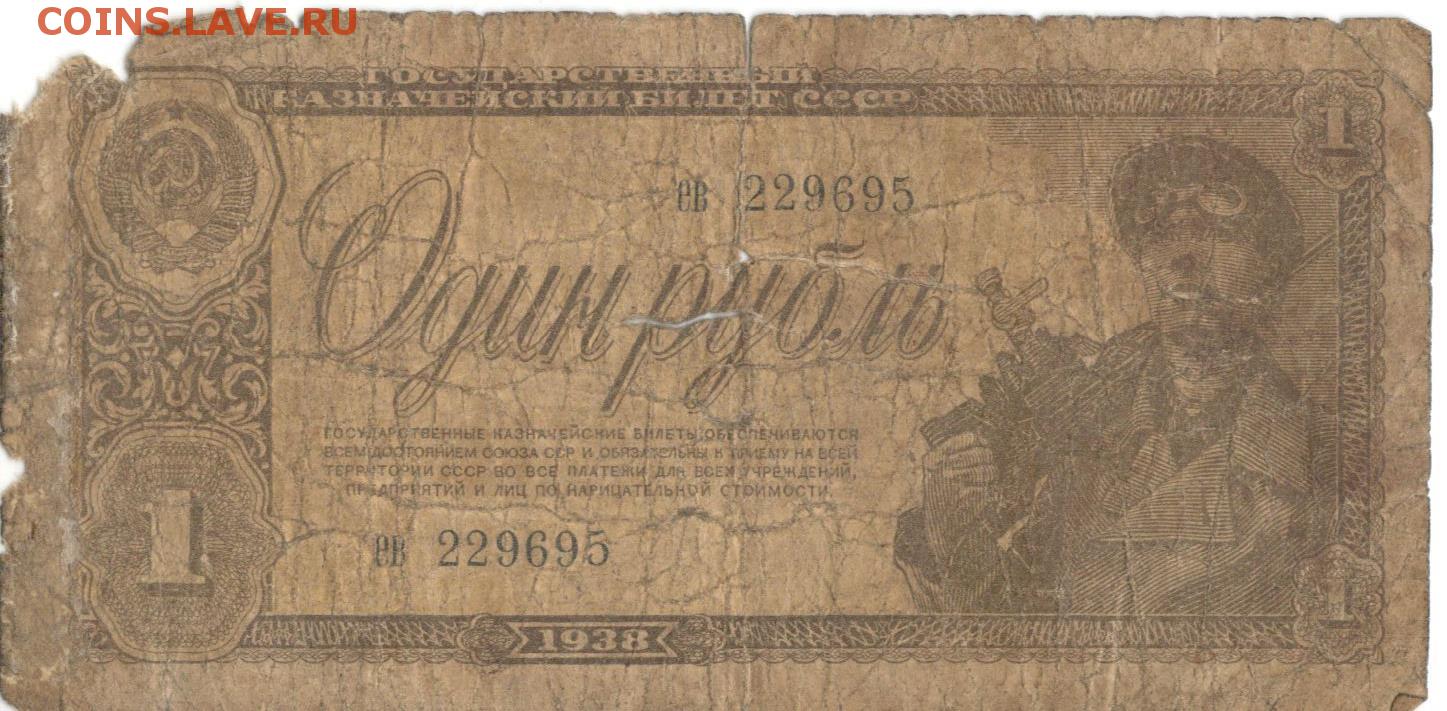 COINS.LAVE.RU
ГОСУДАРСТВЕННЫЙ
КАЗНАЧЕЙСКИЙ БИЛЕТ СССР
1
ев 229695
Один рубль
ГОСУДАРСТВЕННЫЕ КАЗНАЧЕЙСКИЕ БИЛЕТЫ ОБЕСПЕЧИВАЮТСЯ
ВСЕМ ДОСТОЯНИЕМ СОЮЗА ССР И ОБЯЗАТЕЛЬНЫ К ПРИЕМУ НА ВСЕЙ
ТЕРРИТОРИИ СССР ВО ВСЕ ПЛАТЕЖИ ДЛЯ ВСЕХ УЧРЕЖДЕНИЙ,
ПРЕДПРИЯТИЙ И ЛИЦ ПО НАРИЦАТЕЛЬНОЙ СТОИМОСТИ.
1
ев 229695
1
1938